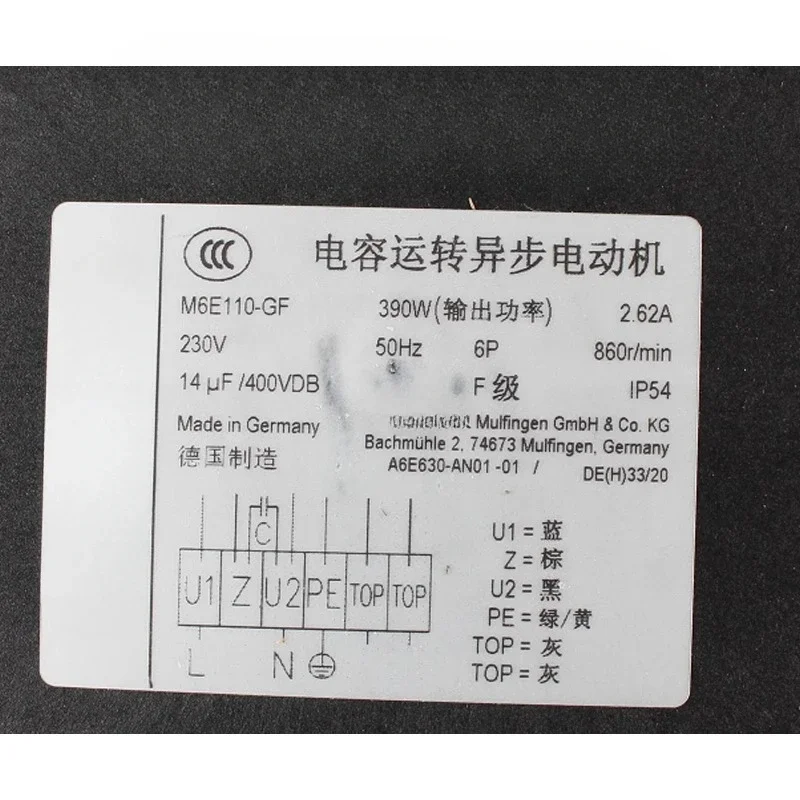 CCC
电容运转异步电动机
M6E110-GF 390W(输出功率) 2.62A
230V 50Hz 6P 860r/min
14 µF /400VDB F 级 IP54
Made in Germany
德国制造
Mulfingen GmbH & Co. KG
Bachmühle 2, 74673 Mulfingen, Germany
A6E630-AN01 -01 / DE(H)33/20
C
U1 Z U2 PE TOP TOP
L N
U1 = 蓝
Z = 棕
U2 = 黑
PE = 绿/黄
TOP = 灰
TOP = 灰